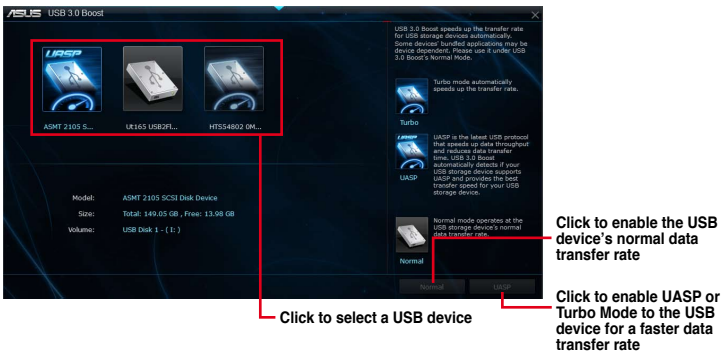 ASUS USB 3.0 Boost
UASP
ASMT 2105 S...
Ut165 USB2Fl...
HTS54802 0M...
Model: ASMT 2105 SCSI Disk Device
Size: Total: 149.05 GB , Free: 13.98 GB
Volume: USB Disk 1 - ( I: )
USB 3.0 Boost speeds up the transfer rate
for USB storage devices automatically.
Some devices' bundled applications may be
device dependent. Please use it under USB
3.0 Boost's Normal Mode.
Turbo mode automatically
speeds up the transfer rate.
Turbo
UASP
UASP is the latest USB protocol
that speeds up data throughput
and reduces data transfer
time. USB 3.0 Boost
automatically detects if your
USB storage device supports
UASP and provides the best
transfer speed for your USB
storage device.
UASP
Normal mode operates at the
USB storage device's normal
data transfer rate.
Normal
Normal
UASP
Click to select a USB device
Click to enable the USB
device's normal data
transfer rate
Click to enable UASP or
Turbo Mode to the USB
device for a faster data
transfer rate